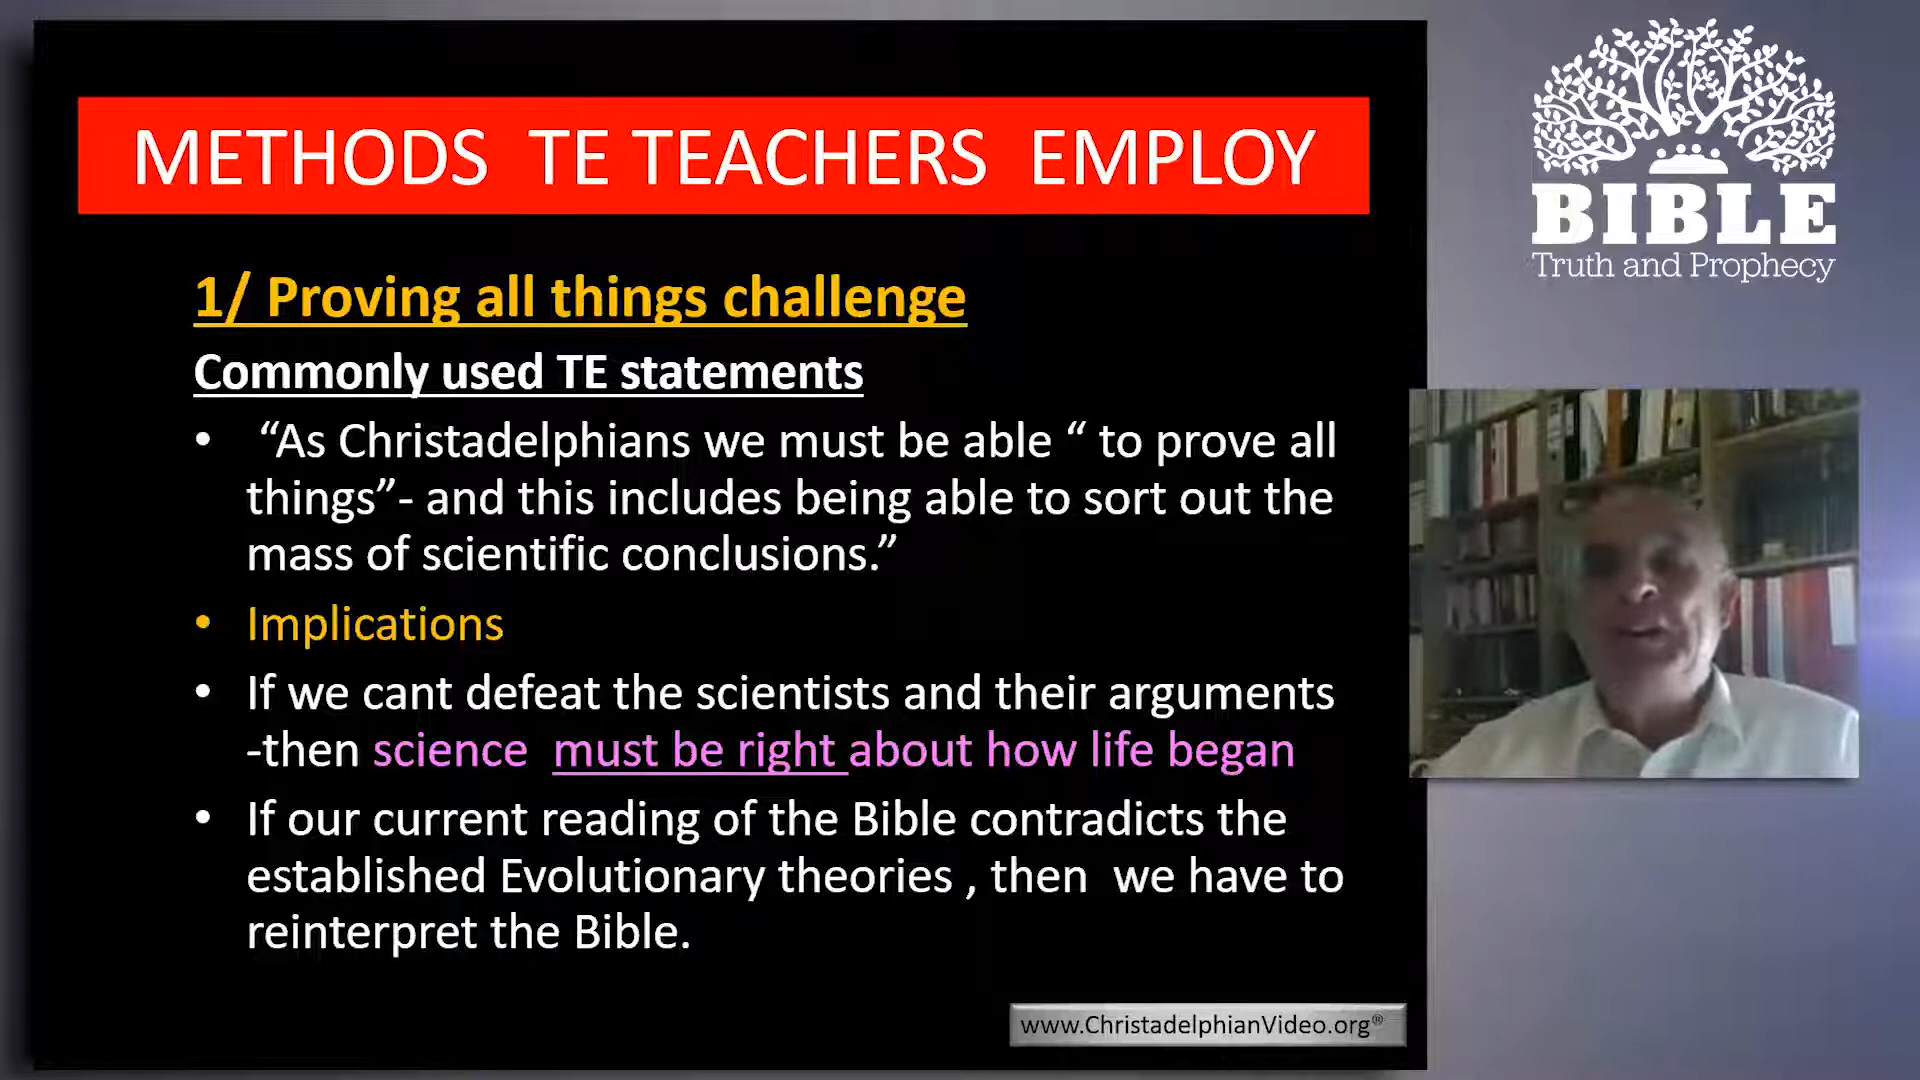 METHODS TE TEACHERS EMPLOY
1/ Proving all things challenge
Commonly used TE statements
• “As Christadelphians we must be able “ to prove all
things”- and this includes being able to sort out the
mass of scientific conclusions.”
• Implications
• If we cant defeat the scientists and their arguments
-then science must be right about how life began
• If our current reading of the Bible contradicts the
established Evolutionary theories , then we have to
reinterpret the Bible.
www.ChristadelphianVideo.org®
BIBLE
Truth and Prophecy